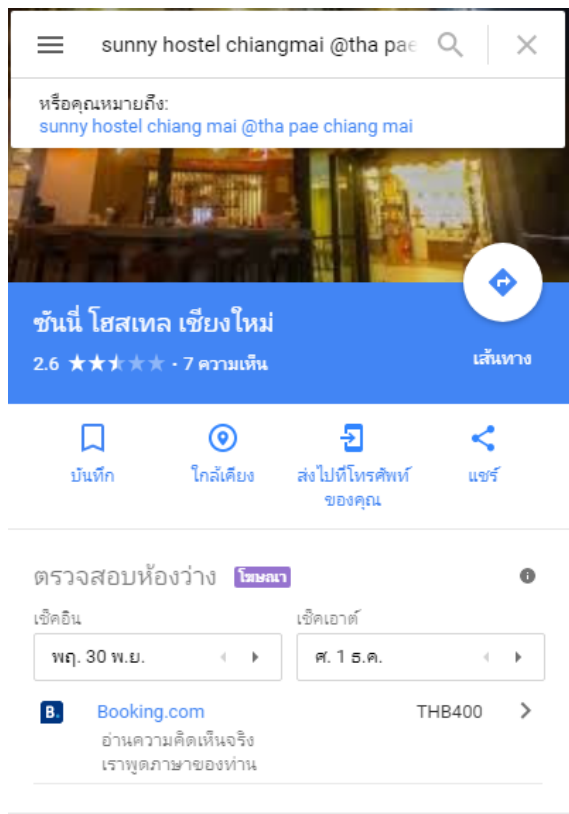 sunny hostel chiangmai @tha pae
หรือคุณหมายถึง:
sunny hostel chiang mai @tha pae chiang mai
ซันนี่ โฮสเทล เชียงใหม่
2.6 ★★★★★ · 7 ความเห็น
เส้นทาง
บันทึก
ใกล้เคียง
ส่งไปที่โทรศัพท์
ของคุณ
แชร์
ตรวจสอบห้องว่าง โฆษณา
เช็คอิน เช็คเอาต์
พฤ. 30 พ.ย. ศ. 1 ธ.ค.
B. Booking.com THB400
อ่านความคิดเห็นจริง
เราพูดภาษาของท่าน